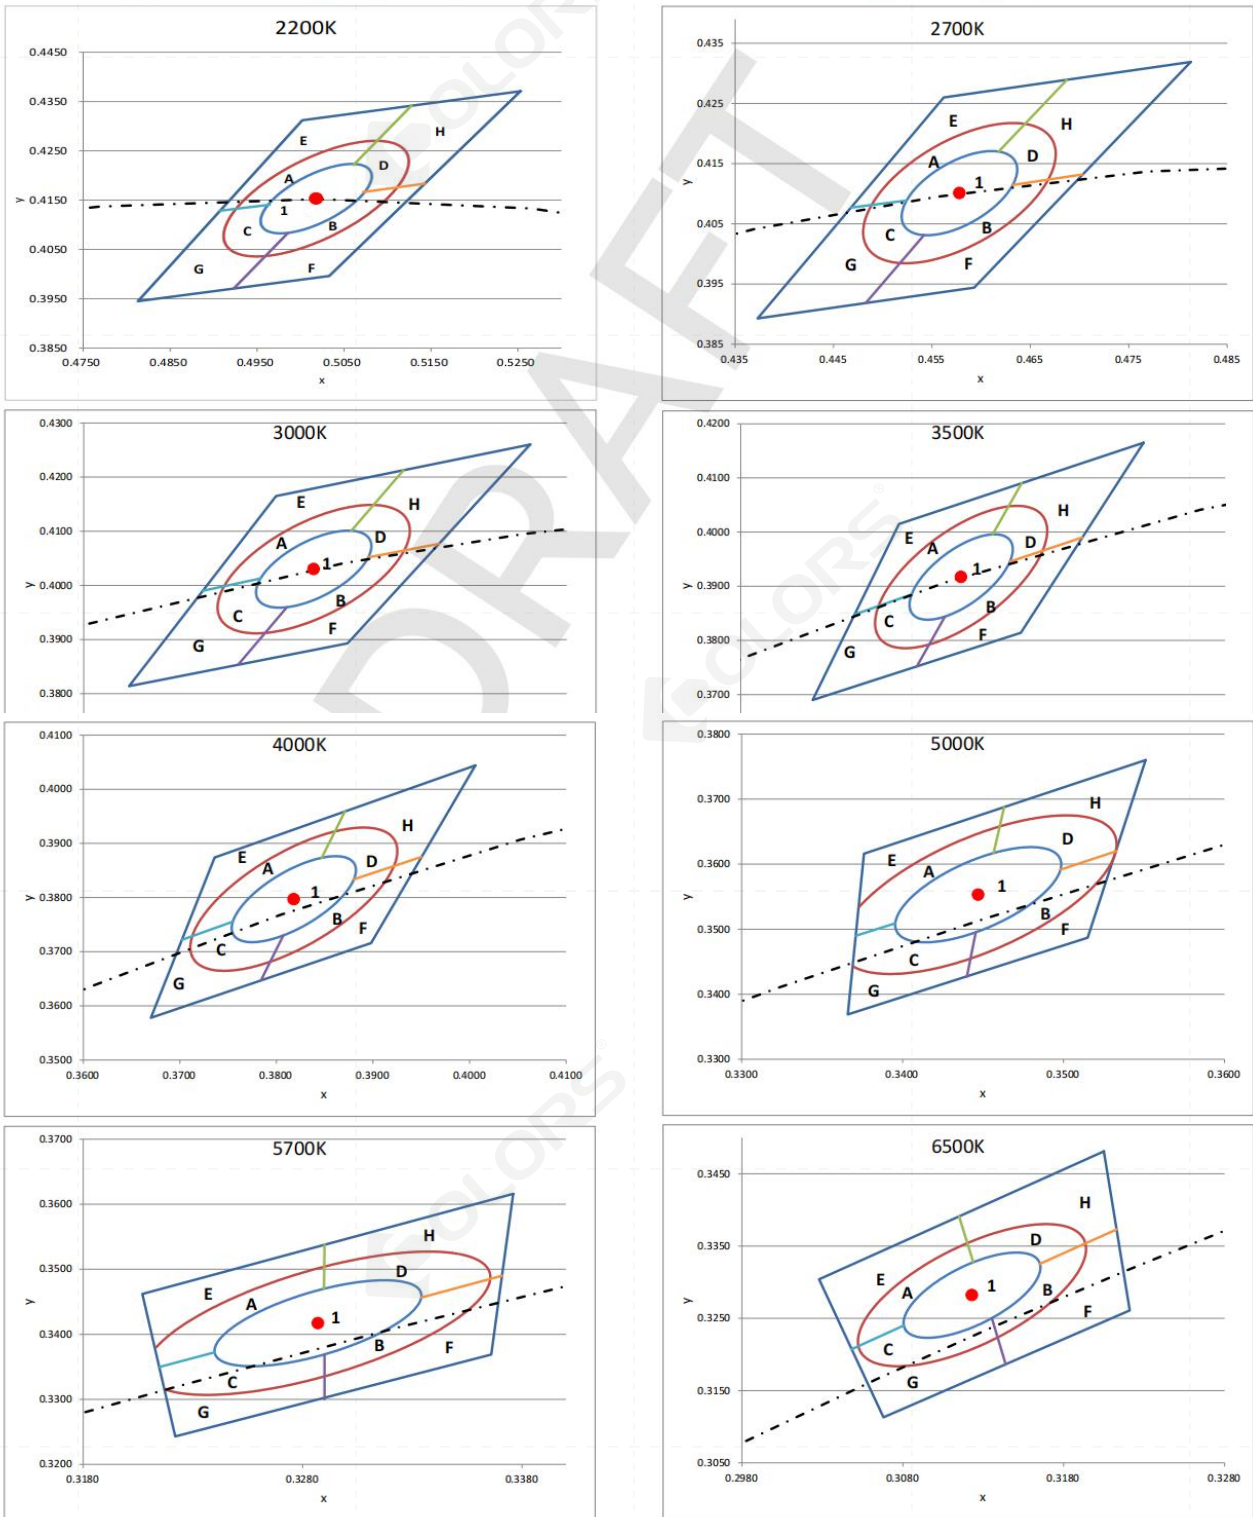 2200K
0.4450
0.4350
0.4250
0.4150
0.4050
0.3950
0.3850
y
E
H
D
A
1
C
B
G
F
0.4750 0.4850 0.4950 0.5050 0.5150 0.5250
x
2700K
0.435
0.425
0.415
0.405
0.395
0.385
y
E
H
A
D
1
C
B
G
F
0.435 0.445 0.455 0.465 0.475 0.485
x
3000K
0.4300
0.4200
0.4100
0.4000
0.3900
0.3800
y
E
H
A
D
1
B
C
F
G
3500K
0.4200
0.4100
0.4000
0.3900
0.3800
0.3700
y
H
E
A
D
1
B
C
F
G
4000K
0.4100
0.4000
0.3900
0.3800
0.3700
0.3600
0.3500
y
H
E
A
D
1
B
F
C
G
0.3600 0.3700 0.3800 0.3900 0.4000 0.4100
x
5000K
0.3800
0.3700
0.3600
0.3500
0.3400
0.3300
y
H
D
E
A
1
B
F
C
G
0.3300 0.3400 0.3500 0.3600
x
5700K
0.3700
0.3600
0.3500
0.3400
0.3300
0.3200
y
H
D
E
A
1
B
F
C
G
0.3180 0.3280 0.3380
x
6500K
0.3450
0.3350
0.3250
0.3150
0.3050
y
H
D
E
A
1
B
F
C
G
0.2980 0.3080 0.3180 0.3280
x
DRAFT
OLORS
OLORS
OLORS
OLORS